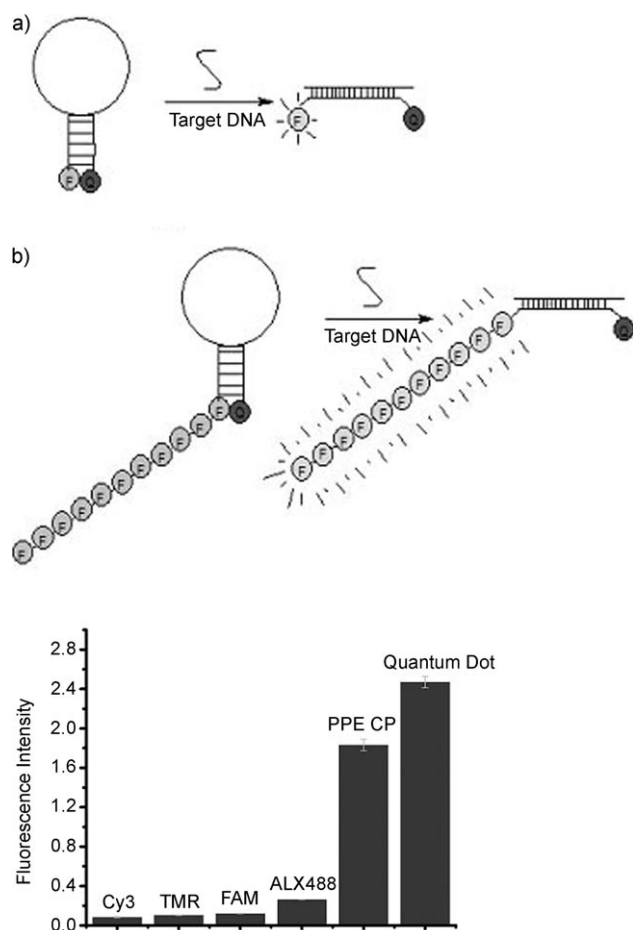 a)
Target DNA
F
F Q
Q
b)
Target DNA
F F F F F F F F F F F
Q
F F F F F F F F F F F
Q
Fluorescence Intensity
2.8
2.4
2.0
1.6
1.2
0.8
0.4
0.0
Quantum Dot
PPE CP
ALX488
FAM
TMR
Cy3